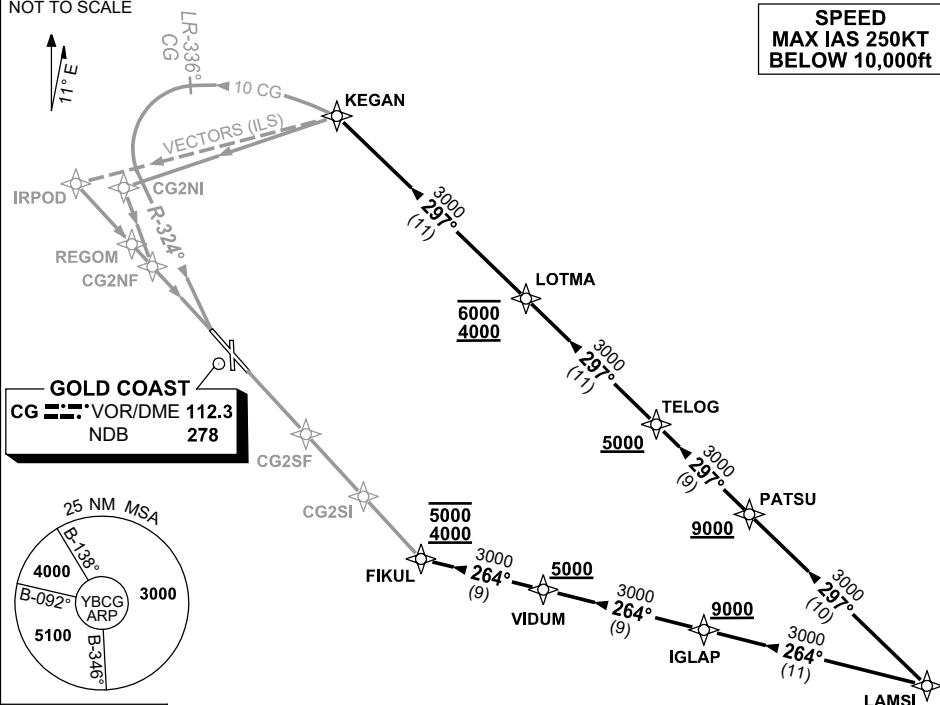 NOT TO SCALE
SPEED
MAX IAS 250KT
BELOW 10,000ft
11° E
LR-336°
CG
10 CG
KEGAN
VECTORS (ILS)
IRPOD
CG2NI
R-324°
REGOM
CG2NF
3000
297°
(11)
LOTMA
6000
4000
3000
297°
(11)
TELOG
5000
3000
297°
(9)
PATSU
9000
3000
297°
(10)
LAMSI
GOLD COAST
CG VOR/DME 112.3
NDB 278
CG2SF
CG2SI
5000
4000
FIKUL
3000
264°
(9)
5000
VIDUM
3000
264°
(9)
9000
IGLAP
3000
264°
(11)
25 NM MSA
B-138°
4000
B-092°
YBCG
ARP
3000
5100
B-346°